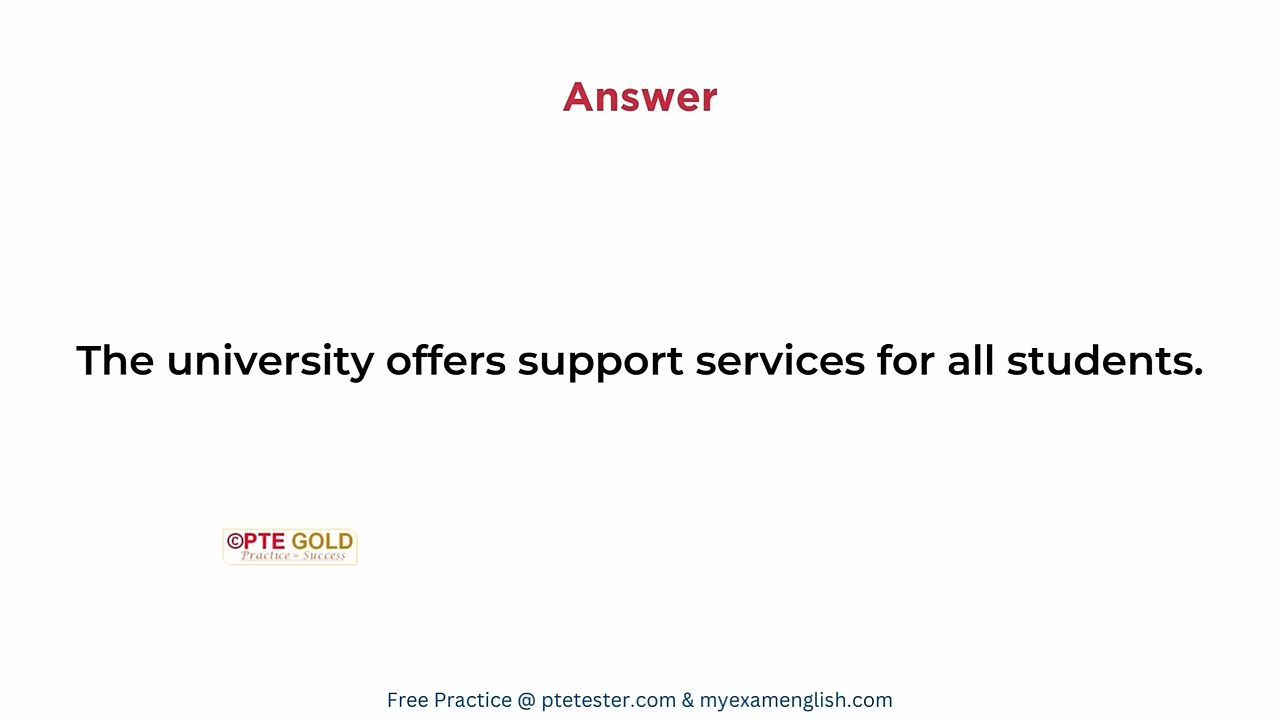 Answer
The university offers support services for all students.
©PTE GOLD
Practice = Success
Free Practice @ ptetester.com & myexamenglish.com